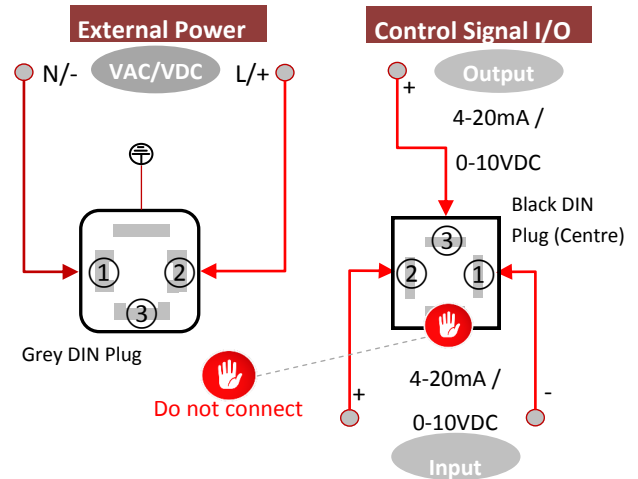 External Power
N/-
VAC/VDC
L/+
1
2
3
Grey DIN Plug
Do not connect
Control Signal I/O
Output
+
4-20mA /
0-10VDC
Black DIN
Plug (Centre)
3
2
1
4-20mA /
0-10VDC
+
-
Input